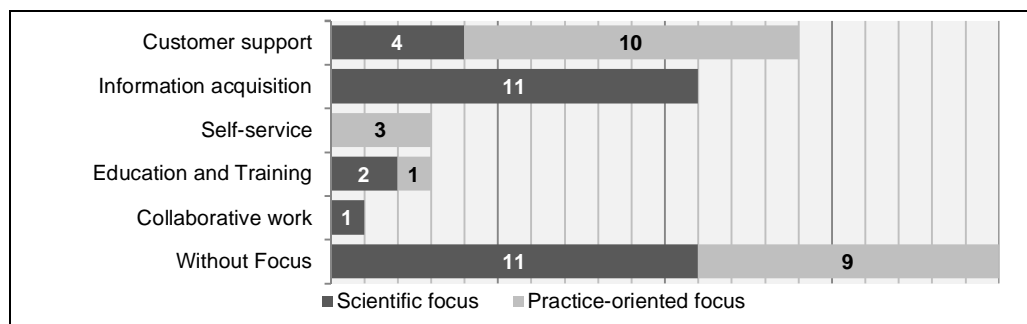 Customer support 4 10
Information acquisition 11
Self-service 3
Education and Training 2 1
Collaborative work 1
Without Focus 11 9
Scientific focus Practice-oriented focus